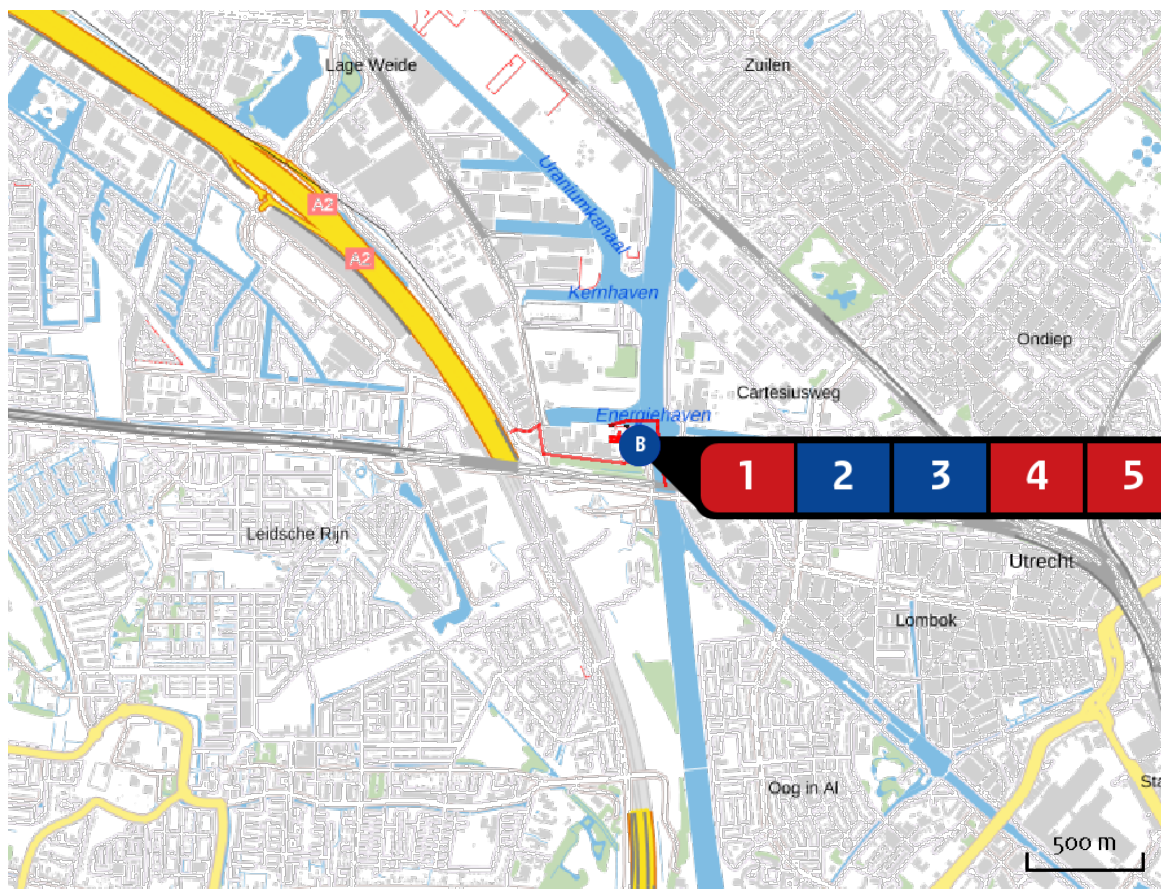 Lage Weide
Zuilen
Uraniumkanaal
A2
A2
Kernhaven
Ondiep
Cartesiusweg
Energiehaven
B
1 2 3 4 5
Leidsche Rijn
Utrecht
Lombok
Oog in Al
Sta
500 m